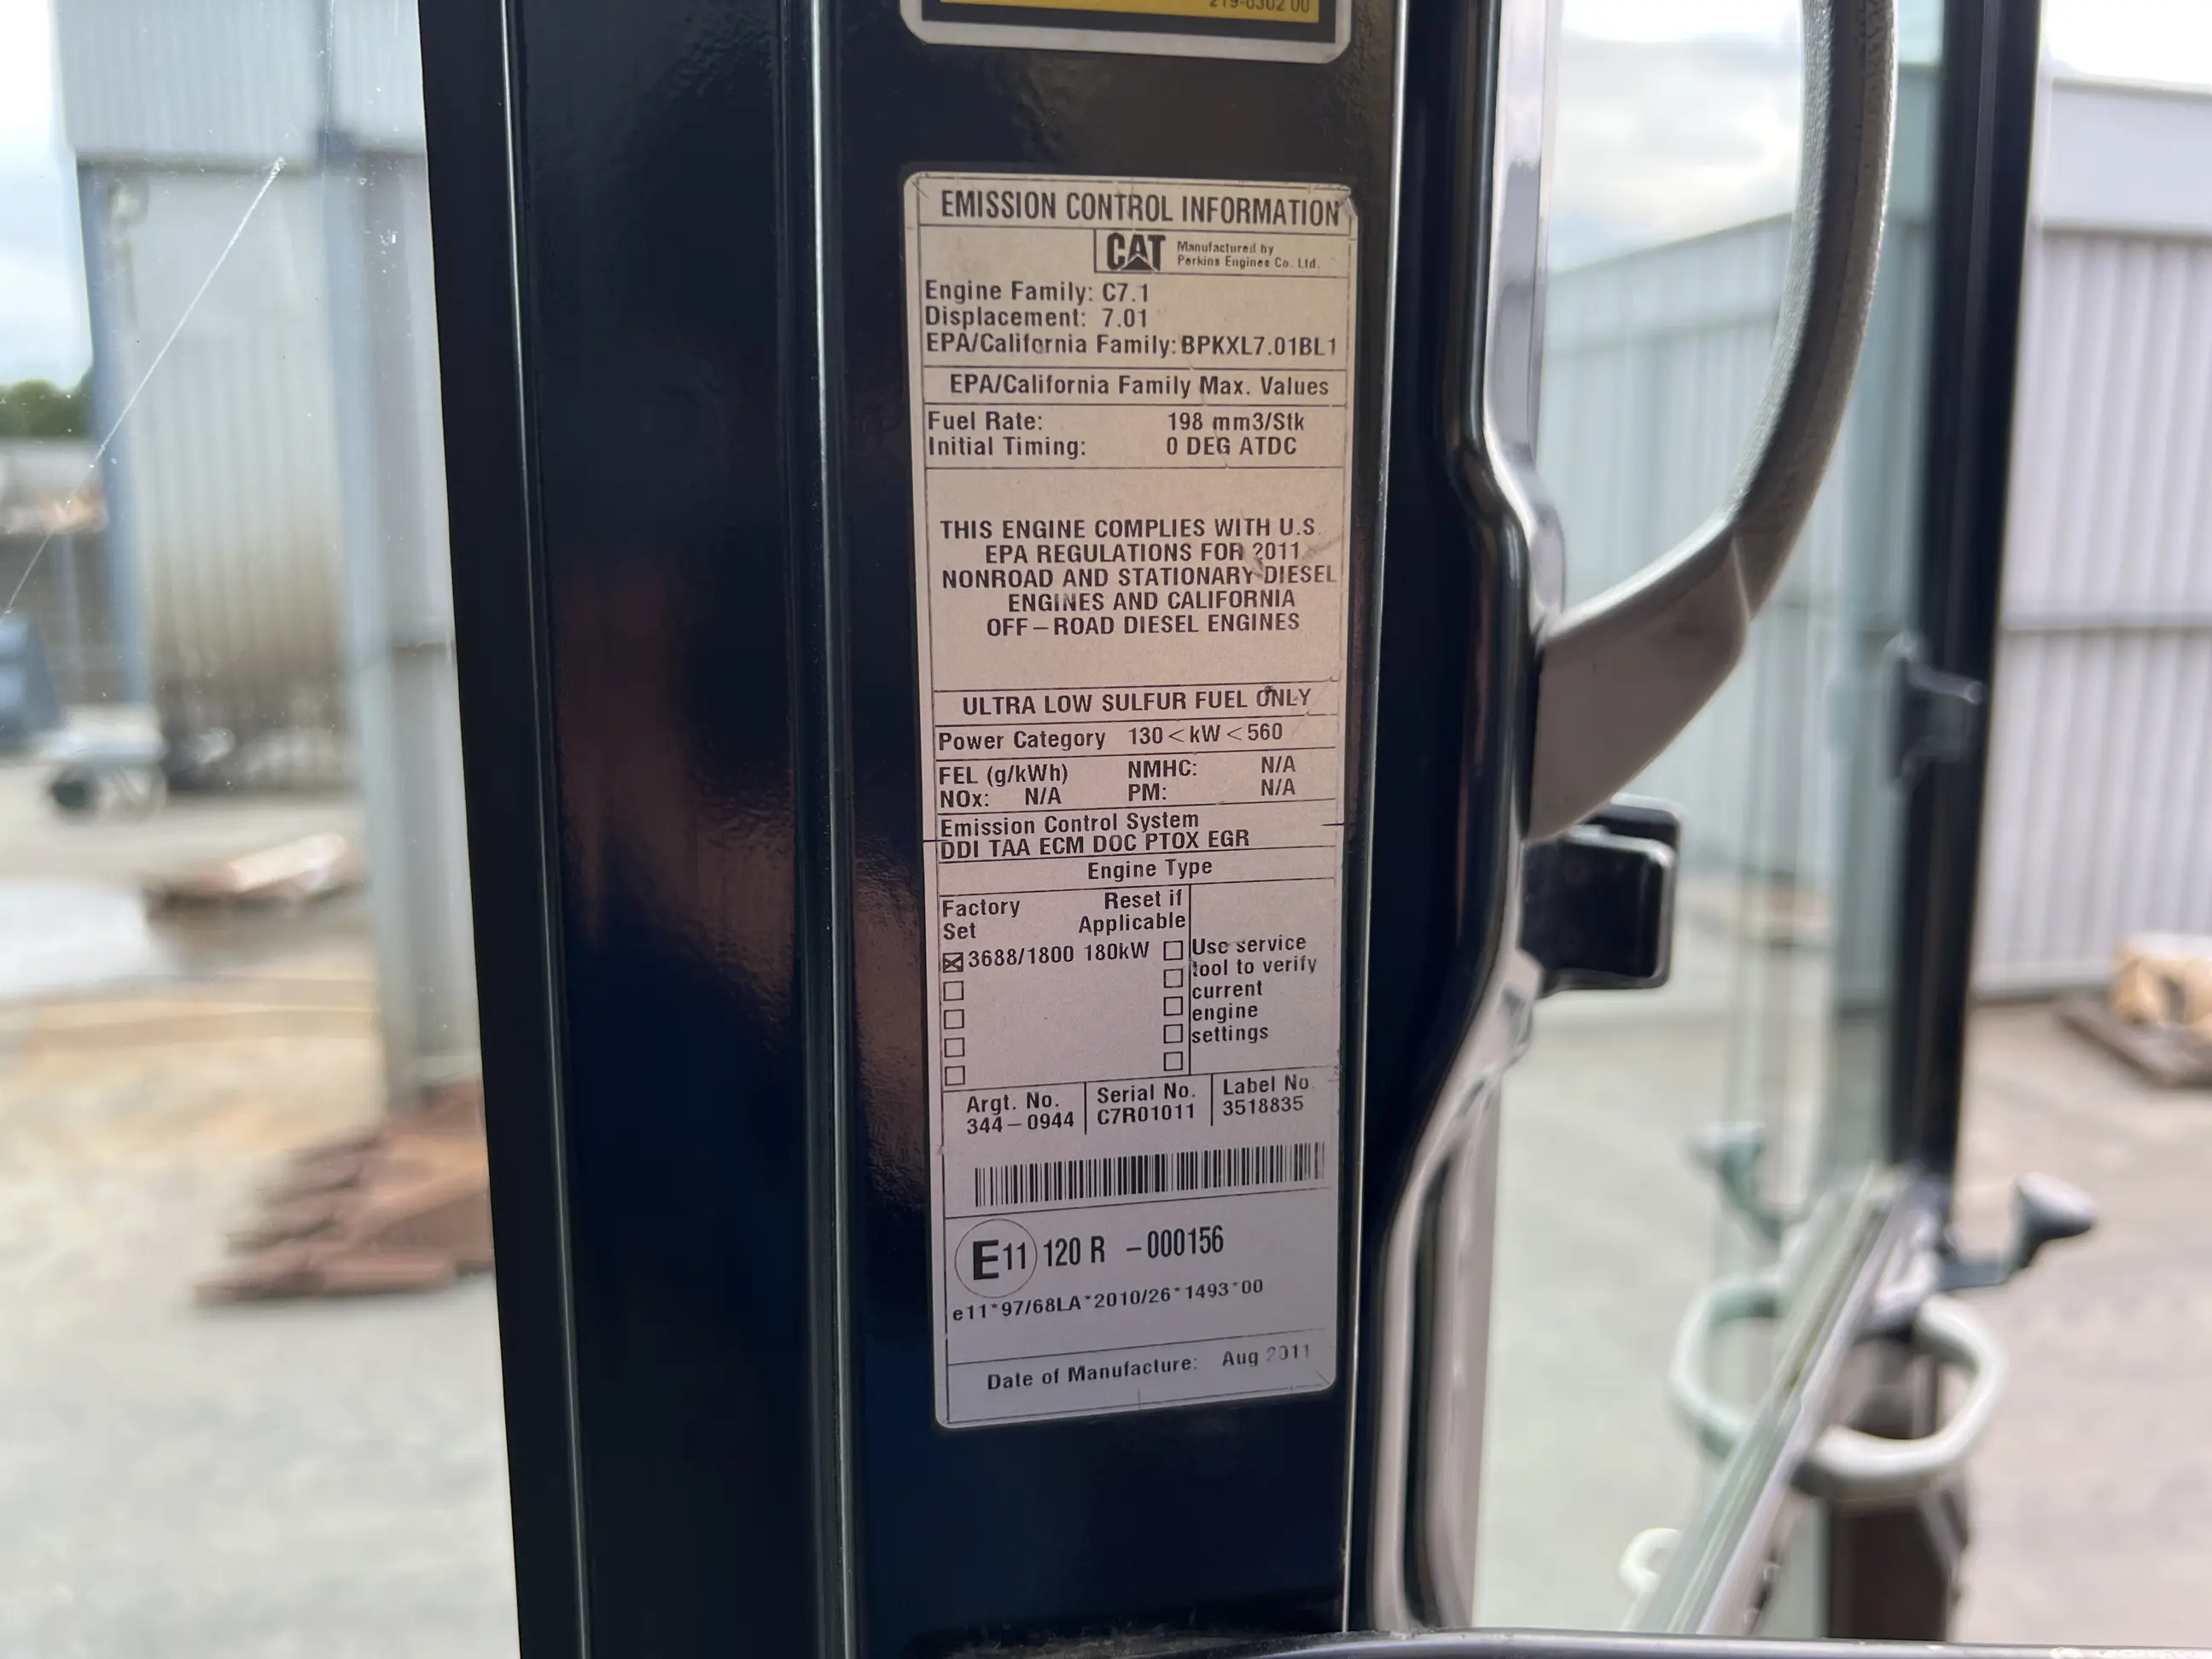 219-0302 00
EMISSION CONTROL INFORMATION
CAT Manufactured by
Perkins Engines Co. Ltd.
Engine Family: C7.1
Displacement: 7.01
EPA/California Family: BPKXL7.01BL1
EPA/California Family Max. Values
Fuel Rate: 198 mm3/Stk
Initial Timing: 0 DEG ATDC
THIS ENGINE COMPLIES WITH U.S.
EPA REGULATIONS FOR 2011
NONROAD AND STATIONARY DIESEL
ENGINES AND CALIFORNIA
OFF–ROAD DIESEL ENGINES
ULTRA LOW SULFUR FUEL ONLY
Power Category 130<kW<560
FEL (g/kWh) NMHC: N/A
NOx: N/A PM: N/A
Emission Control System
DDI TAA ECM DOC PTOX EGR
Engine Type
Factory Set
Reset if Applicable
3688/1800 180kW
Use service
tool to verify
current
engine
settings
Argt. No. Serial No. Label No.
344–0944 C7R01011 3518835
E11 120 R –000156
e11*97/68LA*2010/26*1493*00
Date of Manufacture: Aug 2011